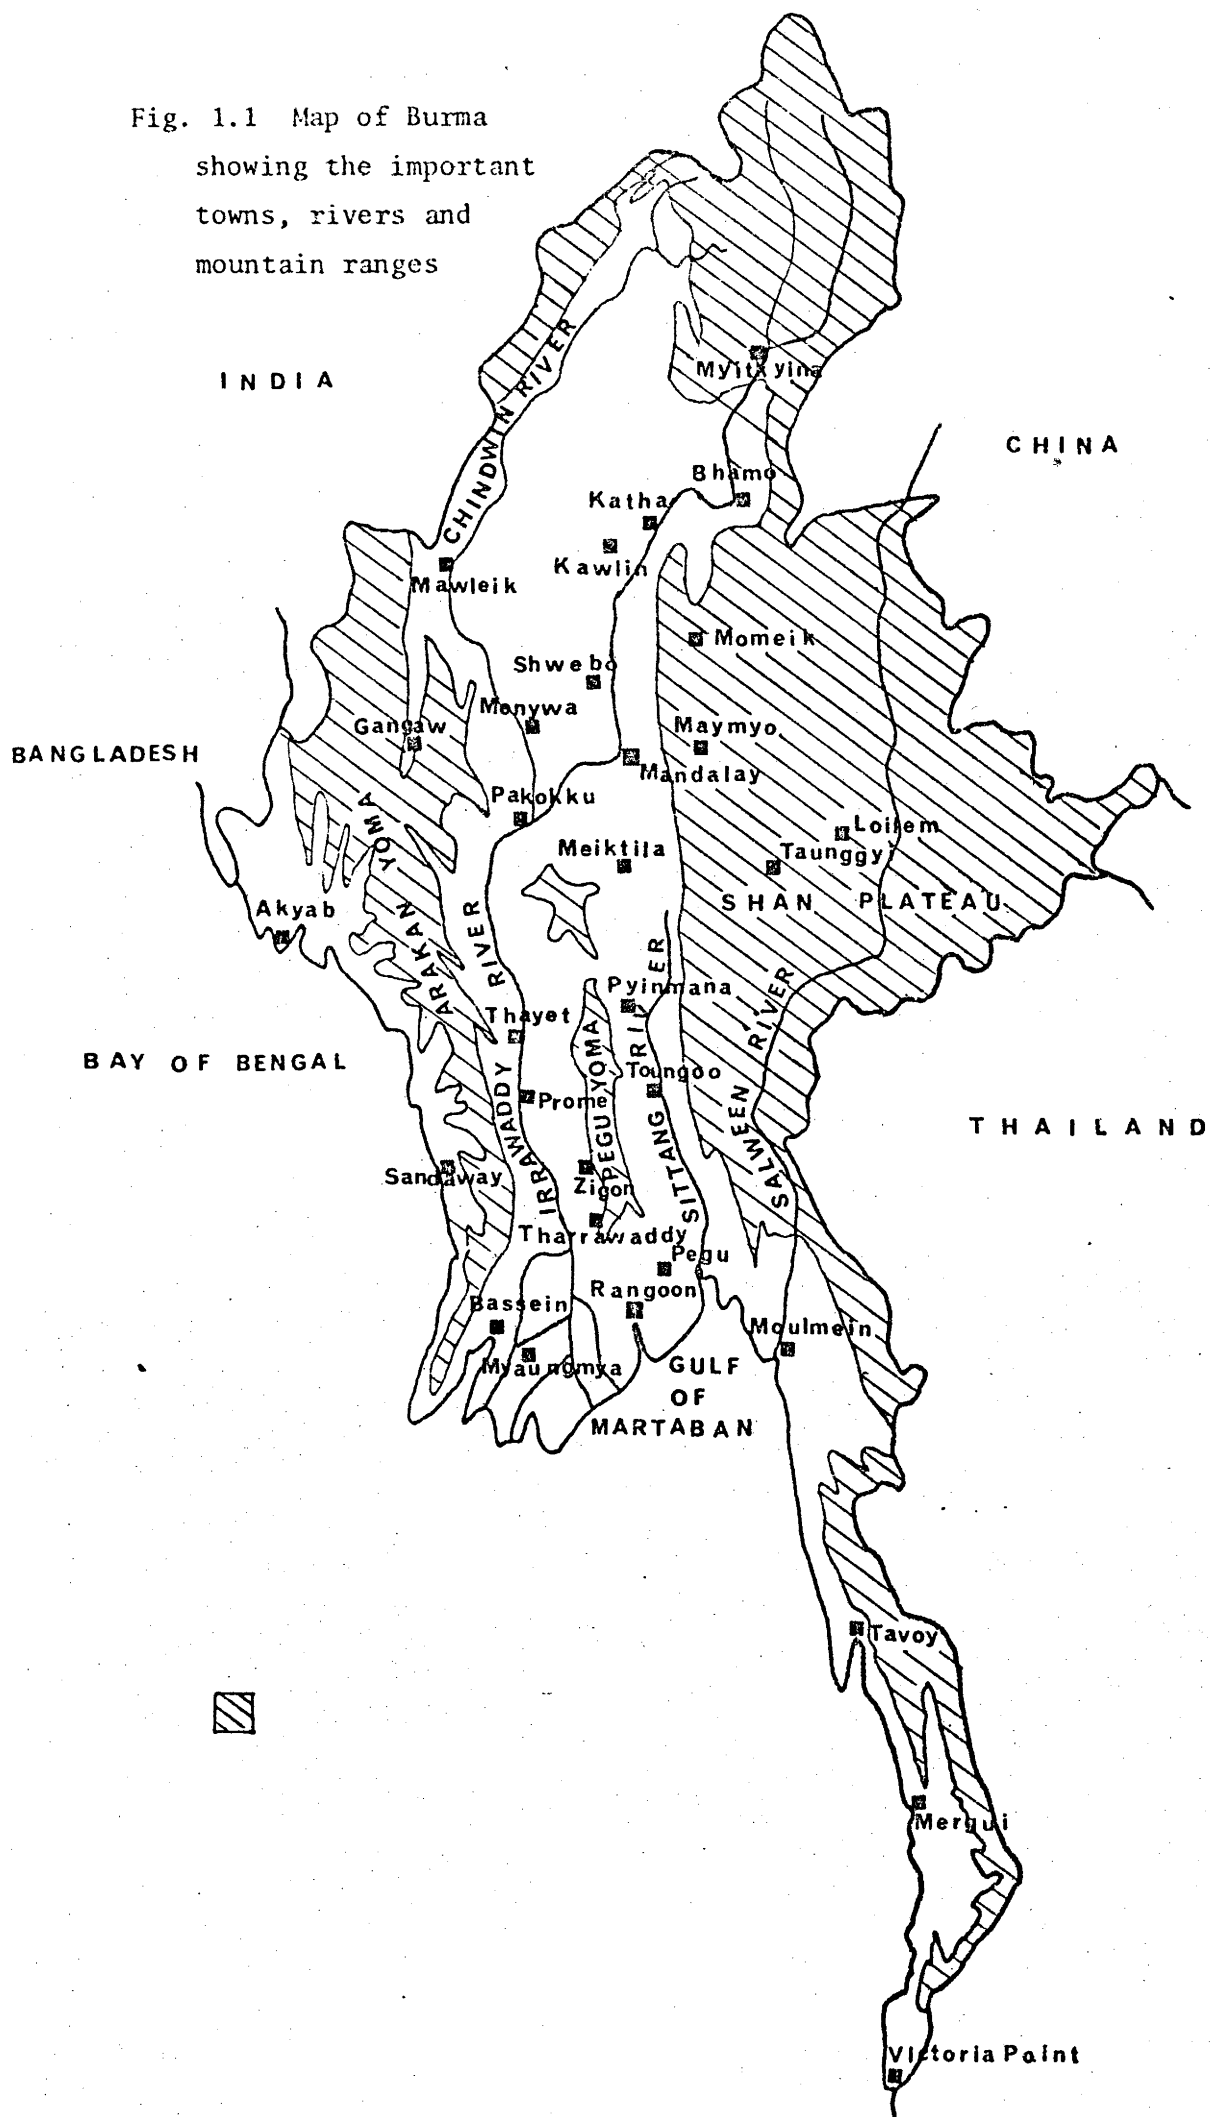 Fig. 1.1 Map of Burma
showing the important
towns, rivers and
mountain ranges
INDIA
CHINA
CHINDWIN RIVER
Myitkyina
Bhamo
Katha
Kawlin
Mawleik
Momeik
Shwebo
Monywa
Gangaw
Maymyo
BANGLADESH
Mandalay
Pakokku
ARAKAN YOMA
Loilem
Meiktila
Taunggyi
SHAN PLATEAU
Akyab
IRRAWADDY RIVER
Pyinmana
Thayet
SALWEEN RIVER
BAY OF BENGAL
PEGU YOMA
SITTANG
Toungoo
Prome
THAILAND
Sandaway
Zigon
Tharrawaddy
Pegu
Rangoon
Bassein
Moulmein
Myaungmya
GULF
OF
MARTABAN
Tavoy
Mergui
Victoria Point